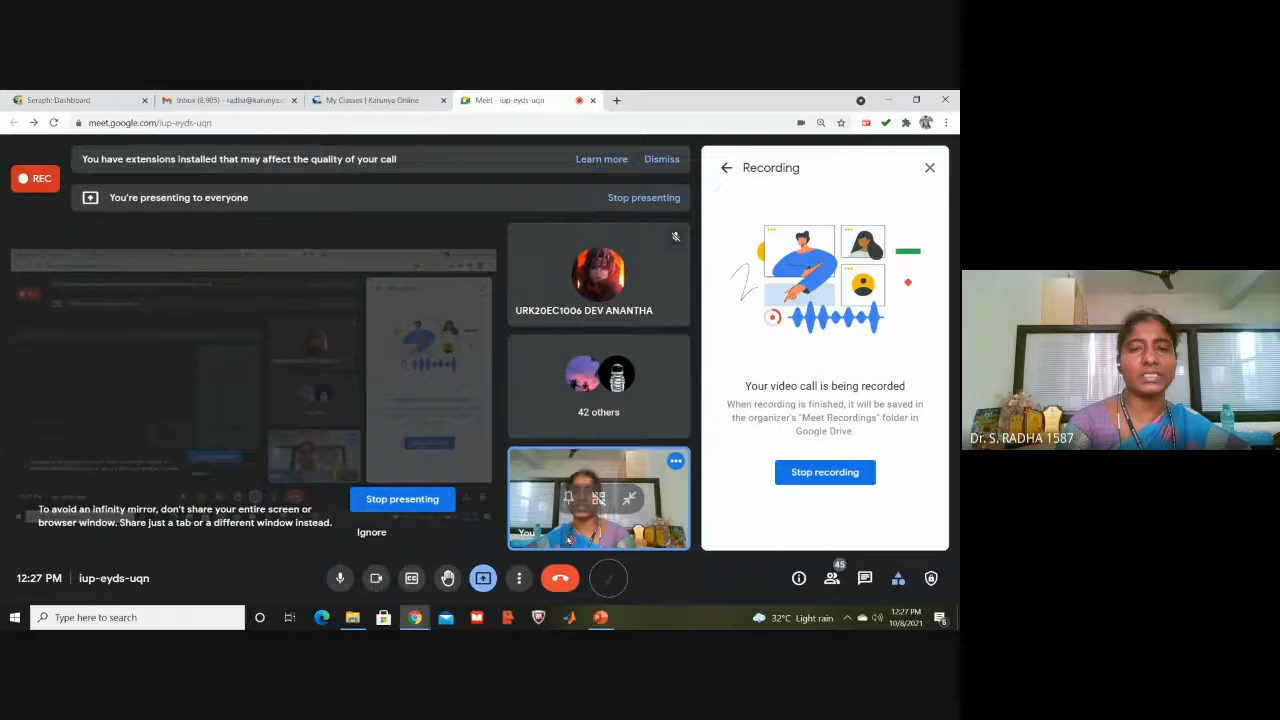 Seraph: Dashboard
Inbox (8,905) - radha@karunya.e
My Classes | Karunya Online
Meet - iup-eyds-uqn
meet.google.com/iup-eyds-uqn
You have extensions installed that may affect the quality of your call
Learn more
Dismiss
REC
You're presenting to everyone
Stop presenting
Recording
URK20EC1006 DEV ANANTHA
42 others
Your video call is being recorded
When recording is finished, it will be saved
in the organizer's "Meet Recordings" folder in
Google Drive.
Stop recording
To avoid an infinity mirror, don't share your entire screen or
browser window. Share just a tab or a different window instead.
Stop presenting
Ignore
You
Dr. S. RADHA 1587
12:27 PM
iup-eyds-uqn
45
Type here to search
32°C Light rain
12:27 PM
10/8/2021
6